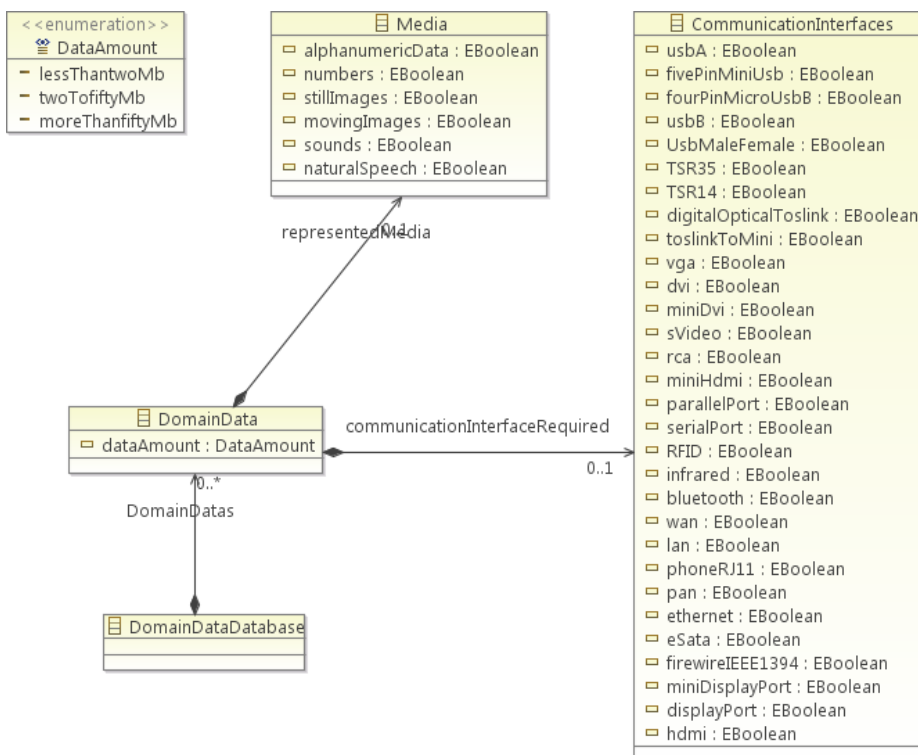 <<enumeration>>
DataAmount
lessThantwoMb
twoTofiftyMb
moreThanfiftyMb
Media
alphanumericData : EBoolean
numbers : EBoolean
stillImages : EBoolean
movingImages : EBoolean
sounds : EBoolean
naturalSpeech : EBoolean
representedMedia
0..1
DomainData
dataAmount : DataAmount
communicationInterfaceRequired
0..1
0..*
DomainDatas
DomainDataDatabase
CommunicationInterfaces
usbA : EBoolean
fivePinMiniUsb : EBoolean
fourPinMicroUsbB : EBoolean
usbB : EBoolean
UsbMaleFemale : EBoolean
TSR35 : EBoolean
TSR14 : EBoolean
digitalOpticalToslink : EBoolean
toslinkToMini : EBoolean
vga : EBoolean
dvi : EBoolean
miniDvi : EBoolean
sVideo : EBoolean
rca : EBoolean
miniHdmi : EBoolean
parallelPort : EBoolean
serialPort : EBoolean
RFID : EBoolean
infrared : EBoolean
bluetooth : EBoolean
wan : EBoolean
lan : EBoolean
phoneRJ11 : EBoolean
pan : EBoolean
ethernet : EBoolean
eSata : EBoolean
firewireIEEE1394 : EBoolean
miniDisplayPort : EBoolean
displayPort : EBoolean
hdmi : EBoolean